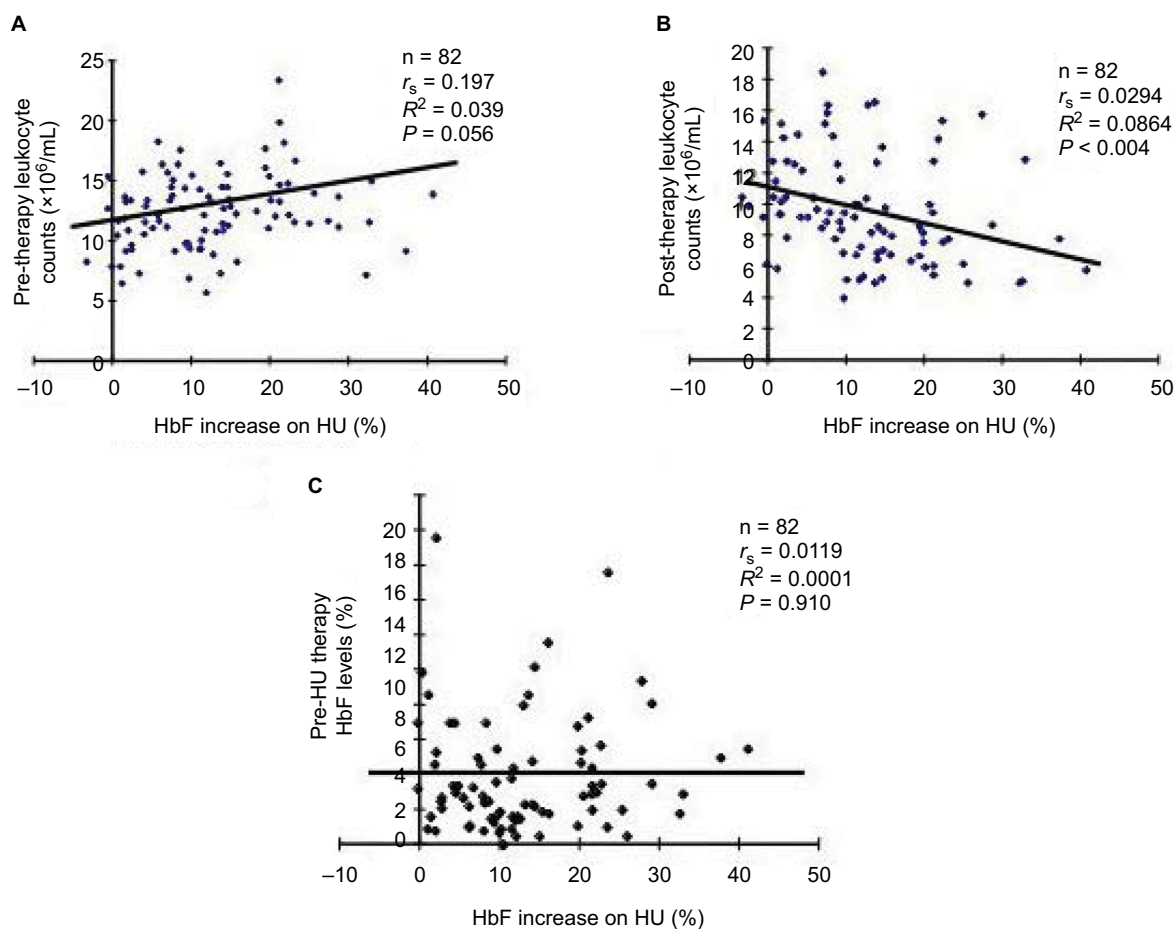 A
Pre-therapy leukocyte
counts (×10⁶/mL)
25
20
15
10
5
0
n = 82
rₛ = 0.197
R² = 0.039
P = 0.056
–10
0
10
20
30
40
50
HbF increase on HU (%)
B
Post-therapy leukocyte
counts (×10⁶/mL)
20
18
16
14
12
10
8
6
4
2
0
n = 82
rₛ = 0.0294
R² = 0.0864
P < 0.004
–10
0
10
20
30
40
50
HbF increase on HU (%)
C
Pre-HU therapy
HbF levels (%)
20
18
16
14
12
10
8
6
4
2
0
n = 82
rₛ = 0.0119
R² = 0.0001
P = 0.910
–10
0
10
20
30
40
50
HbF increase on HU (%)